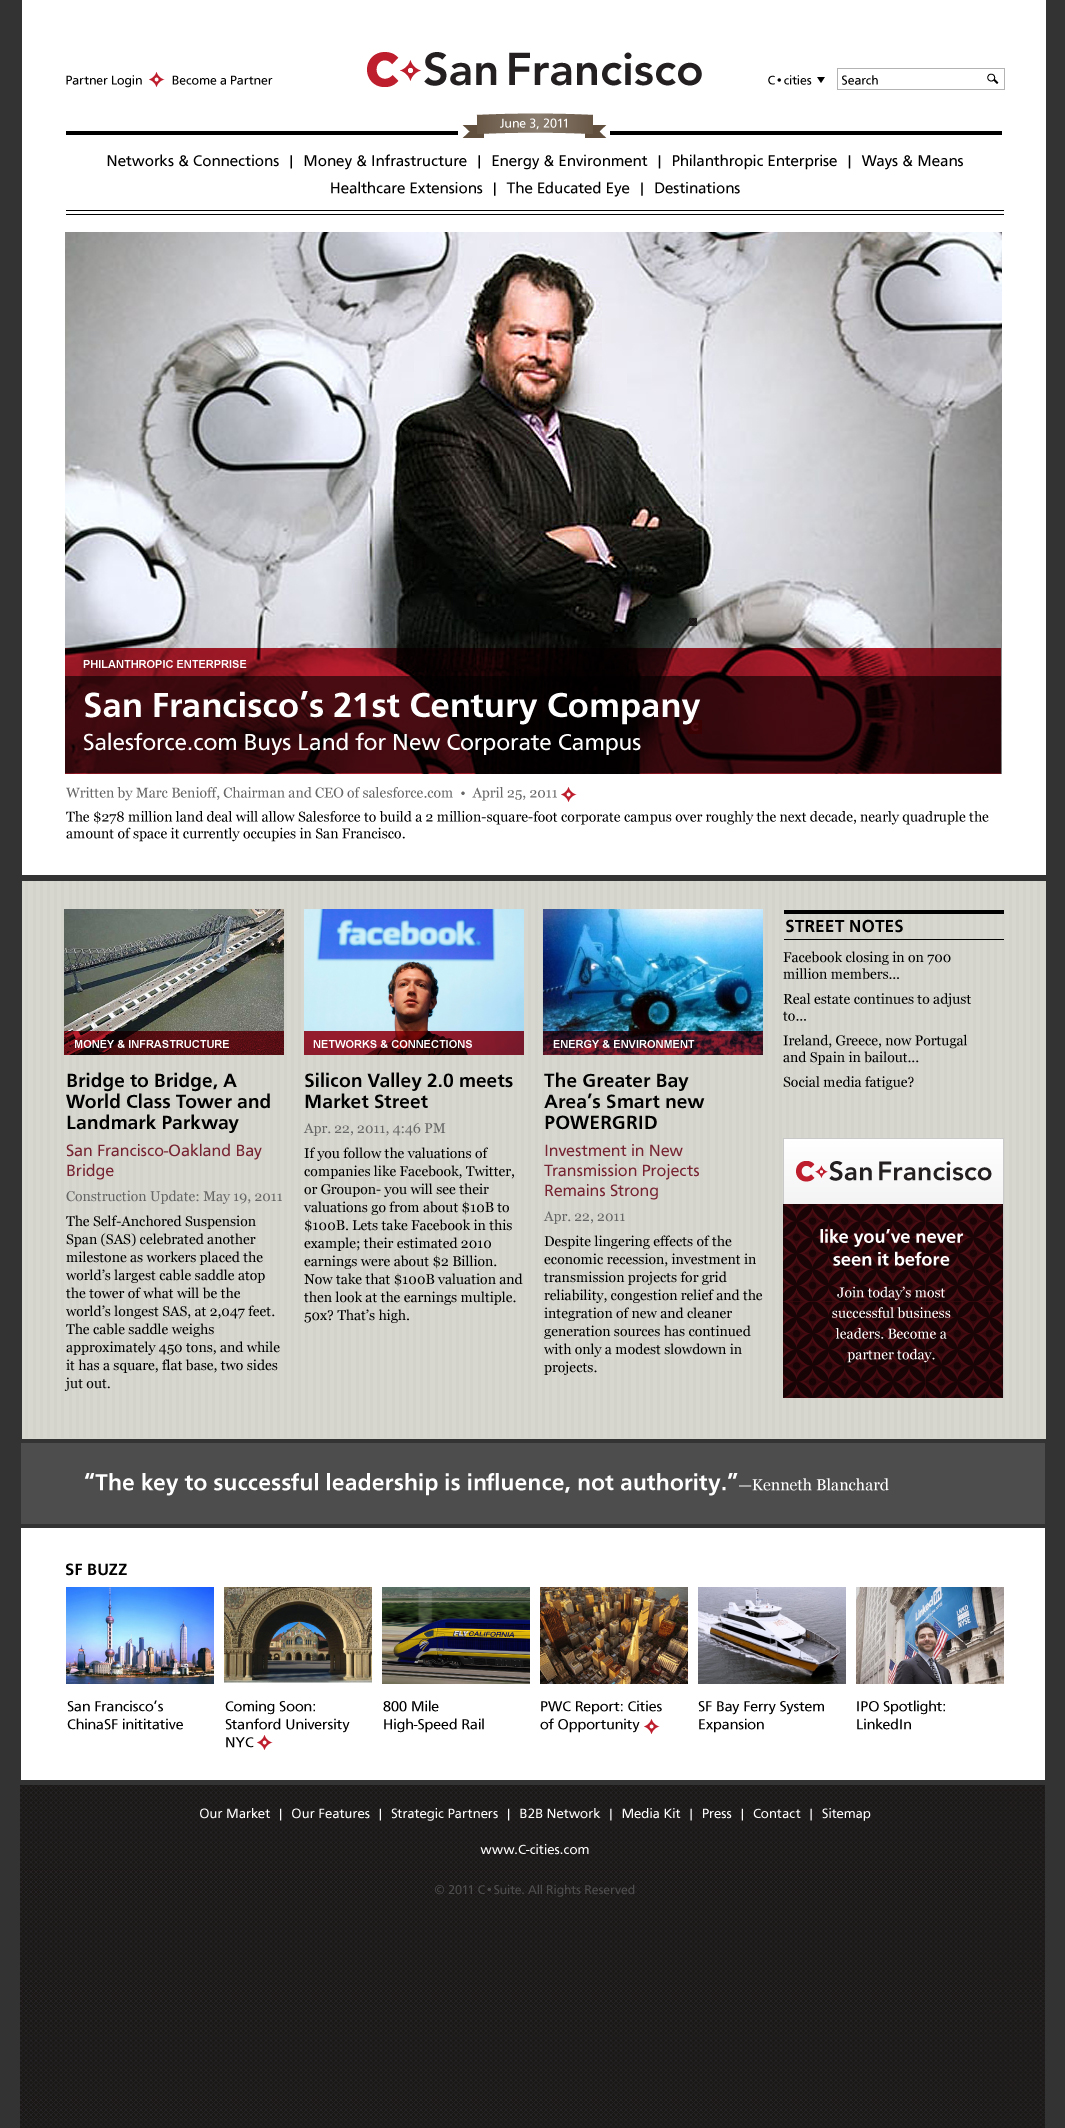 Partner Login Become a Partner
C San Francisco
C•cities ▼ Search
June 3, 2011
Networks & Connections | Money & Infrastructure | Energy & Environment | Philanthropic Enterprise | Ways & Means
Healthcare Extensions | The Educated Eye | Destinations
PHILANTHROPIC ENTERPRISE
San Francisco’s 21st Century Company
Salesforce.com Buys Land for New Corporate Campus
Written by Marc Benioff, Chairman and CEO of salesforce.com • April 25, 2011
The $278 million land deal will allow Salesforce to build a 2 million-square-foot corporate campus over roughly the next decade, nearly quadruple the
amount of space it currently occupies in San Francisco.
MONEY & INFRASTRUCTURE
Bridge to Bridge, A
World Class Tower and
Landmark Parkway
San Francisco-Oakland Bay
Bridge
Construction Update: May 19, 2011
The Self-Anchored Suspension
Span (SAS) celebrated another
milestone as workers placed the
world’s largest cable saddle atop
the tower of what will be the
world’s longest SAS, at 2,047 feet.
The cable saddle weighs
approximately 450 tons, and while
it has a square, flat base, two sides
jut out.
facebook
NETWORKS & CONNECTIONS
Silicon Valley 2.0 meets
Market Street
Apr. 22, 2011, 4:46 PM
If you follow the valuations of
companies like Facebook, Twitter,
or Groupon- you will see their
valuations go from about $10B to
$100B. Lets take Facebook in this
example; their estimated 2010
earnings were about $2 Billion.
Now take that $100B valuation and
then look at the earnings multiple.
50x? That’s high.
ENERGY & ENVIRONMENT
The Greater Bay
Area’s Smart new
POWERGRID
Investment in New
Transmission Projects
Remains Strong
Apr. 22, 2011
Despite lingering effects of the
economic recession, investment in
transmission projects for grid
reliability, congestion relief and the
integration of new and cleaner
generation sources has continued
with only a modest slowdown in
projects.
STREET NOTES
Facebook closing in on 700
million members...
Real estate continues to adjust
to...
Ireland, Greece, now Portugal
and Spain in bailout...
Social media fatigue?
C San Francisco
like you’ve never
seen it before
Join today’s most
successful business
leaders. Become a
partner today.
“The key to successful leadership is influence, not authority.”—Kenneth Blanchard
SF BUZZ
CALIFORNIA
LinkedIn
LNKD
NYSE
San Francisco’s
ChinaSF inititative
Coming Soon:
Stanford University
NYC
800 Mile
High-Speed Rail
PWC Report: Cities
of Opportunity
SF Bay Ferry System
Expansion
IPO Spotlight:
LinkedIn
Our Market | Our Features | Strategic Partners | B2B Network | Media Kit | Press | Contact | Sitemap
www.C-cities.com
© 2011 C•Suite. All Rights Reserved